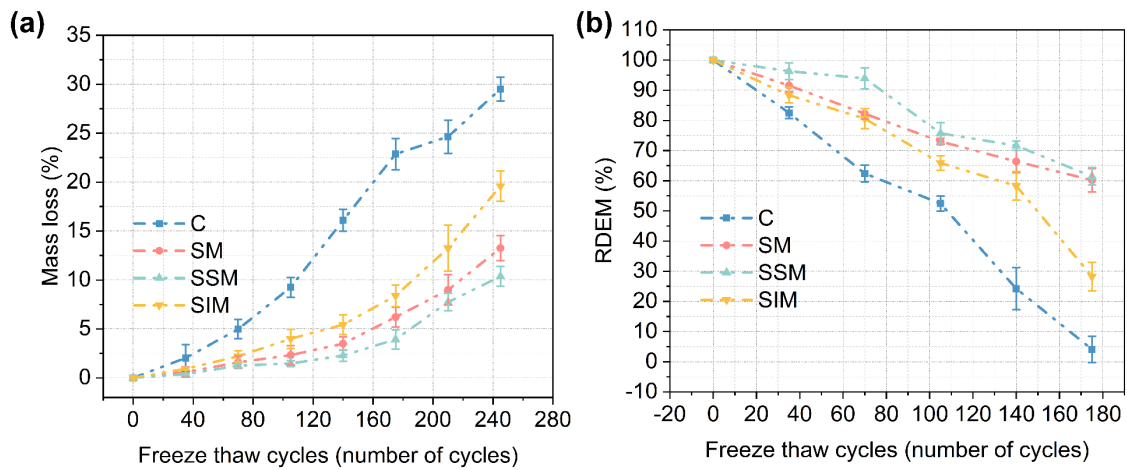 (a)
Mass loss (%)
35
30
25
20
15
10
5
0
C
SM
SSM
SIM
0 40 80 120 160 200 240 280
Freeze thaw cycles (number of cycles)
(b)
RDEM (%)
110
100
90
80
70
60
50
40
30
20
10
0
-10
C
SM
SSM
SIM
-20 0 20 40 60 80 100 120 140 160 180
Freeze thaw cycles (number of cycles)